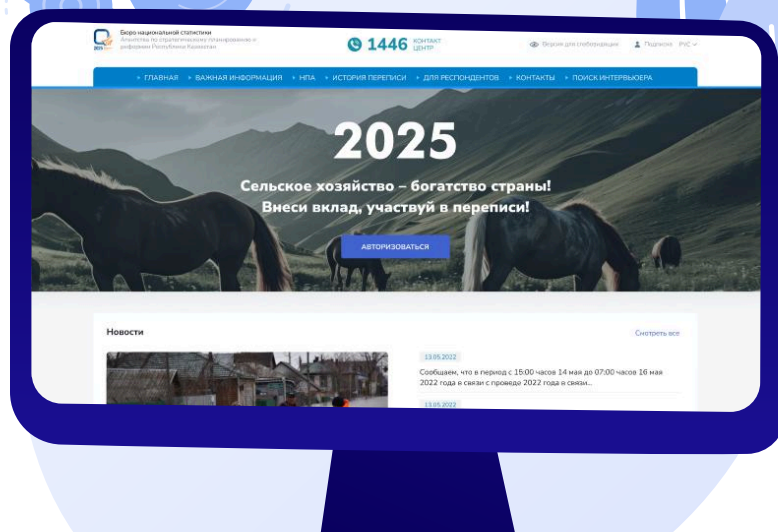 Бюро национальной статистики
Агентства по стратегическому планированию и
реформам Республики Казахстан
1446 КОНТАКТ
ЦЕНТР
Версия для слабовидящих
Подписка РУС
ГЛАВНАЯ ВАЖНАЯ ИНФОРМАЦИЯ НПА ИСТОРИЯ ПЕРЕПИСИ ДЛЯ РЕСПОНДЕНТОВ КОНТАКТЫ ПОИСК ИНТЕРВЬЮЕРА
2025
Сельское хозяйство – богатство страны!
Внеси вклад, участвуй в переписи!
АВТОРИЗОВАТЬСЯ
Новости
Смотреть все
13.05.2022
Сообщаем, что в период с 15:00 часов 14 мая до 07:00 часов 16 мая
2022 года в связи с проведе 2022 года в связи...
13.05.2022